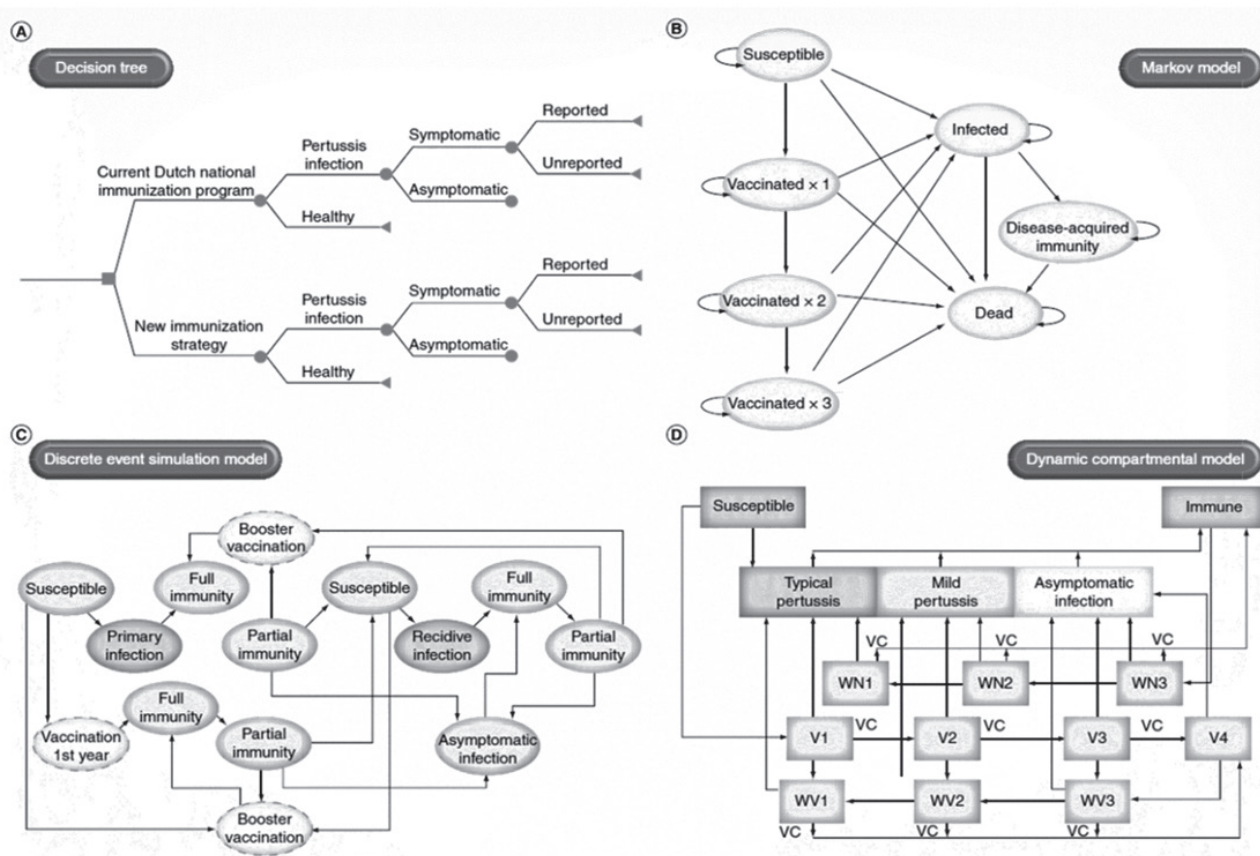 A
Decision tree
Current Dutch national
immunization program
Pertussis
infection
Healthy
Symptomatic
Asymptomatic
Reported
Unreported
New immunization
strategy
Pertussis
infection
Healthy
Symptomatic
Asymptomatic
Reported
Unreported
B
Markov model
Susceptible
Infected
Vaccinated × 1
Disease-acquired
immunity
Vaccinated × 2
Dead
Vaccinated × 3
C
Discrete event simulation model
Booster
vaccination
Susceptible
Full
immunity
Susceptible
Full
immunity
Primary
infection
Partial
immunity
Recidive
infection
Partial
immunity
Full
immunity
Vaccination
1st year
Partial
immunity
Asymptomatic
infection
Booster
vaccination
D
Dynamic compartmental model
Susceptible
Immune
Typical
pertussis
Mild
pertussis
Asymptomatic
infection
VC
VC
VC
WN1
WN2
WN3
V1
VC
V2
VC
V3
VC
V4
WV1
WV2
WV3
VC
VC
VC